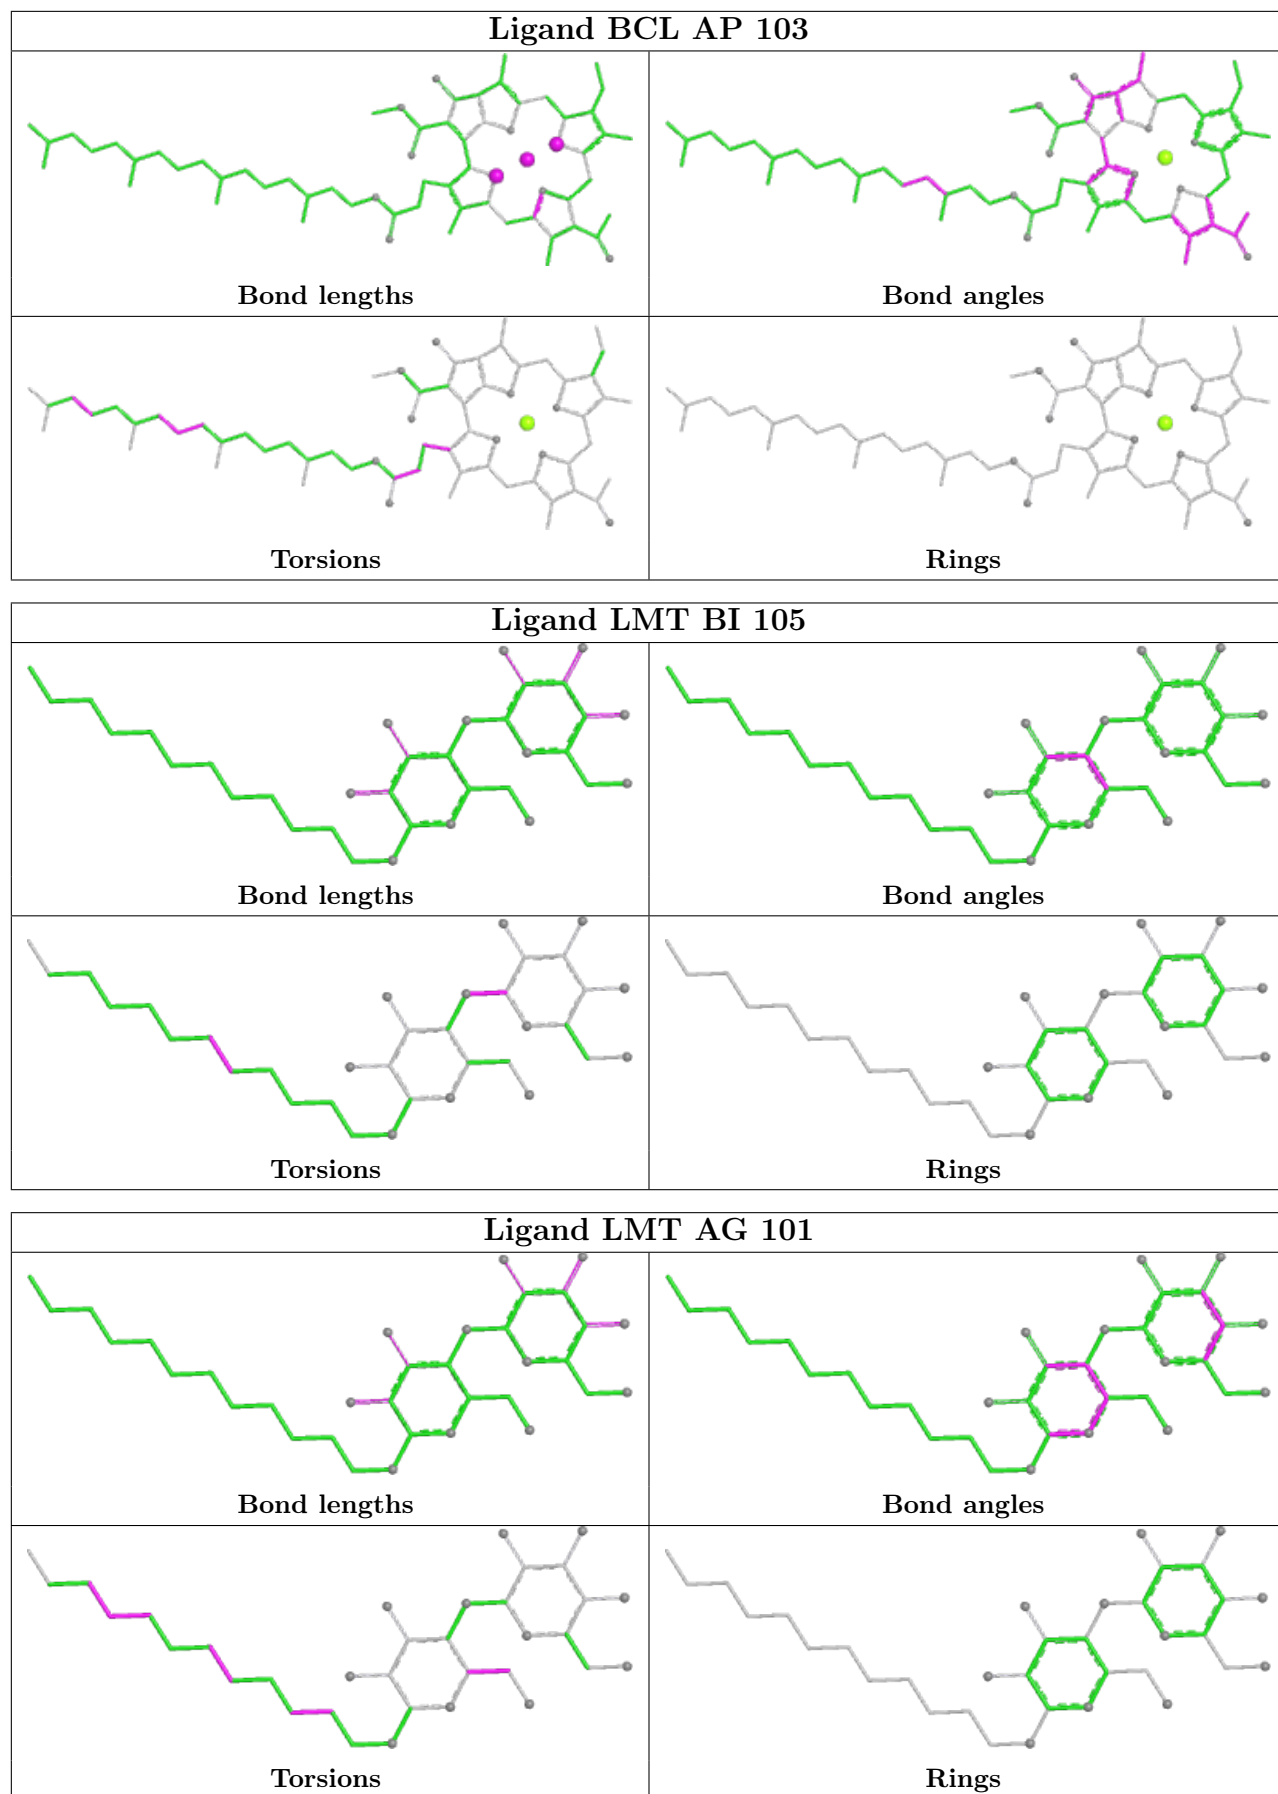 Ligand BCL AP 103
Bond lengths
Bond angles
Torsions
Rings
Ligand LMT BI 105
Bond lengths
Bond angles
Torsions
Rings
Ligand LMT AG 101
Bond lengths
Bond angles
Torsions
Rings